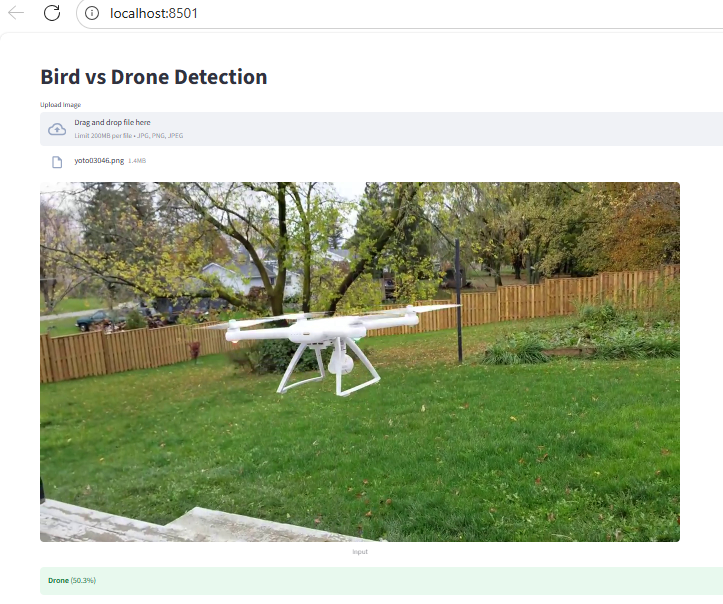 localhost:8501
Bird vs Drone Detection
Upload Image
Drag and drop file here
Limit 200MB per file • JPG, PNG, JPEG
yoto03046.png 1.4MB
Input
Drone (50.3%)